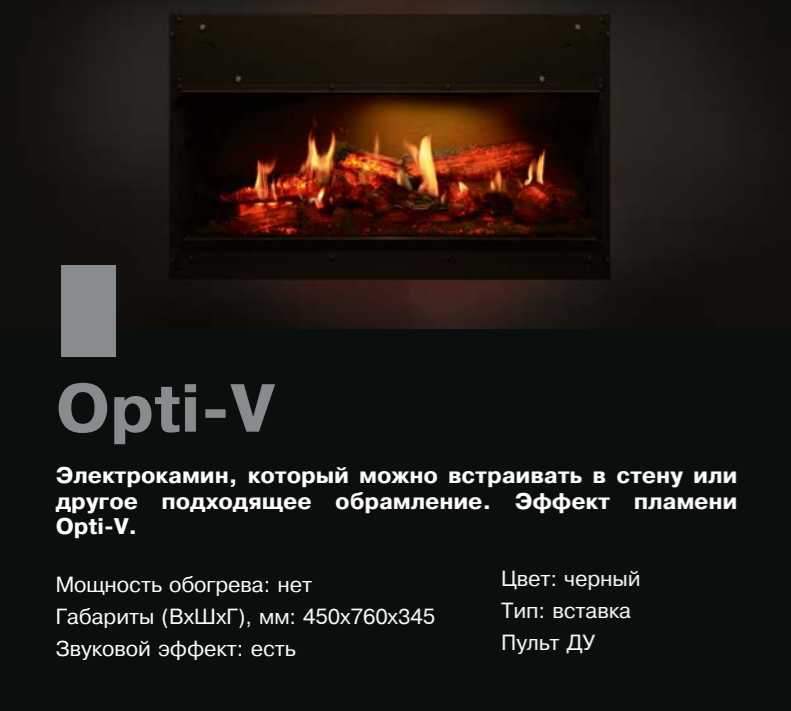 Opti-V
Электрокамин, который можно встраивать в стену или
другое подходящее обрамление. Эффект пламени
Opti-V.
Мощность обогрева: нет
Габариты (ВхШхГ), мм: 450х760х345
Звуковой эффект: есть
Цвет: черный
Тип: вставка
Пульт ДУ